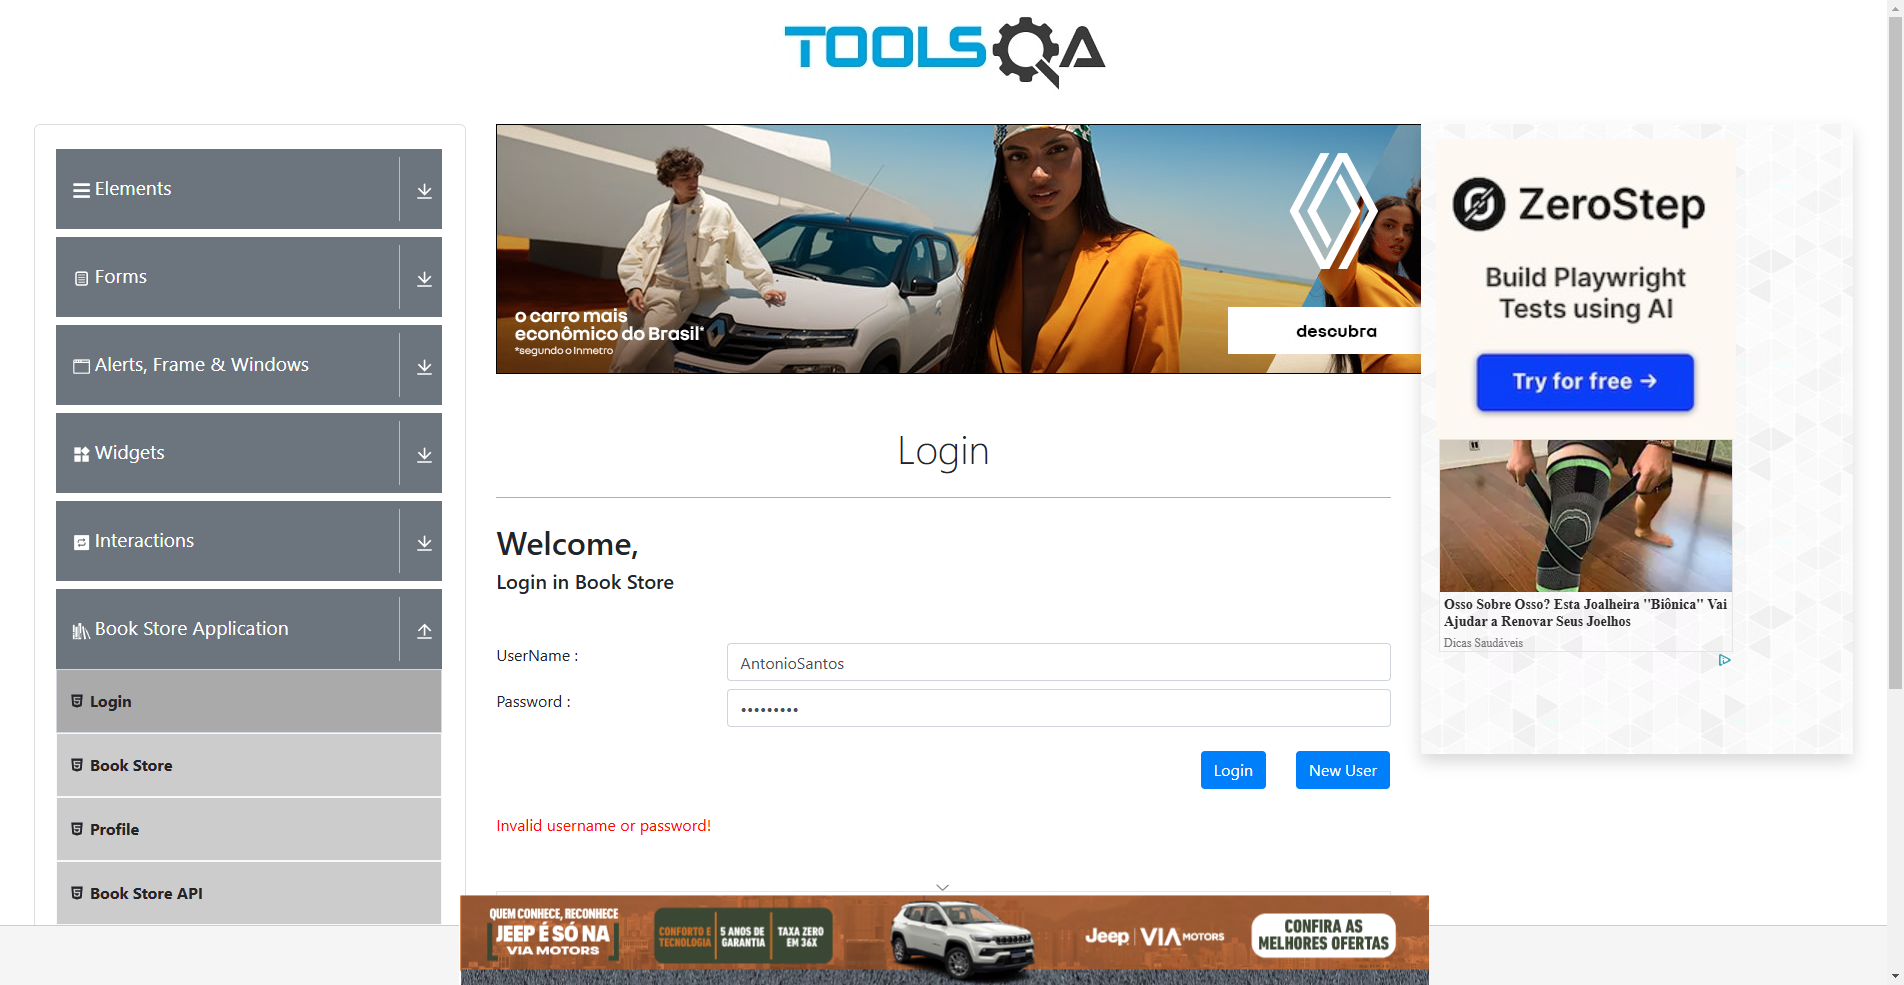 TOOLSQA
Elements
Forms
Alerts, Frame & Windows
Widgets
Interactions
Book Store Application
Login
Book Store
Profile
Book Store API
o carro mais
econômico do Brasil*
*segundo o Inmetro
descubra
Login
Welcome,
Login in Book Store
UserName :
AntonioSantos
Password :
•••••••••
Login
New User
Invalid username or password!
ZeroStep
Build Playwright
Tests using AI
Try for free →
Osso Sobre Osso? Esta Joalheira "Biônica" Vai
Ajudar a Renovar Seus Joelhos
Dicas Saudáveis
QUEM CONHECE, RECONHECE
JEEP É SÓ NA
VIA MOTORS
CONFORTO E
TECNOLOGIA
5 ANOS DE
GARANTIA
TAXA ZERO
EM 36X
Jeep | VIA MOTORS
CONFIRA AS
MELHORES OFERTAS